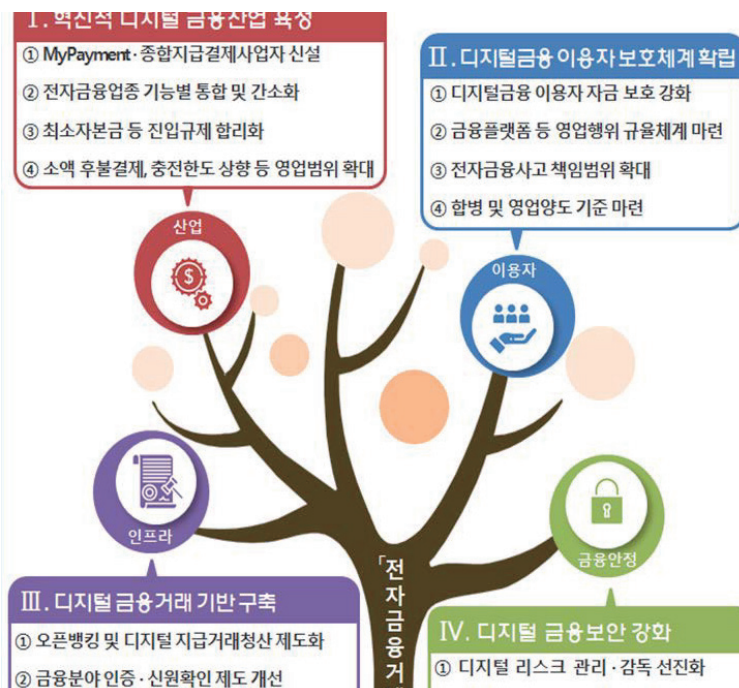 Ⅰ.혁신적 디지털 금융산업 육성
① MyPayment·종합지급결제사업자 신설
② 전자금융업종 기능별 통합 및 간소화
③ 최소자본금 등 진입규제 합리화
④ 소액 후불결제, 충전한도 상향 등 영업범위 확대
산업
Ⅱ.디지털금융 이용자 보호체계 확립
① 디지털금융 이용자 자금 보호 강화
② 금융플랫폼 등 영업행위 규율체계 마련
③ 전자금융사고 책임범위 확대
④ 합병 및 영업양도 기준 마련
이용자
인프라
Ⅲ.디지털 금융거래 기반 구축
① 오픈뱅킹 및 디지털 지급거래청산 제도화
② 금융분야 인증·신원확인 제도 개선
「전자금융거
금융안정
Ⅳ. 디지털 금융보안 강화
① 디지털 리스크 관리·감독 선진화